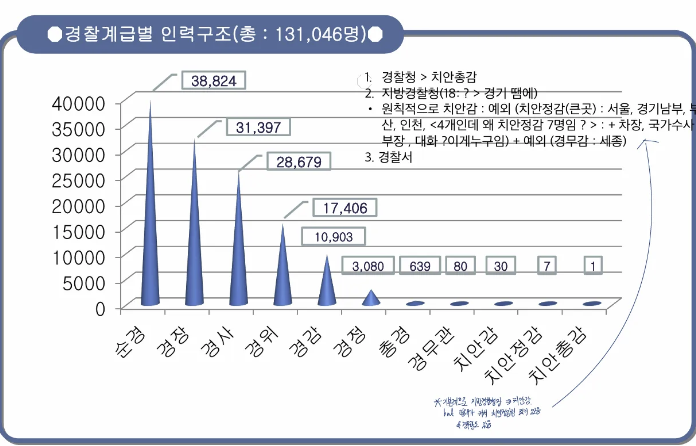 ●경찰계급별 인력구조(총 : 131,046명)●
1. 경찰청 > 치안총감
2. 지방경찰청(18: ? > 경기 땜에)
• 원칙적으로 치안감 : 예외 (치안정감(큰곳) : 서울, 경기남부, 부
산, 인천, <4개인데 왜 치안정감 7명임 ? > : + 차장, 국가수사
부장 , 대화 ?이게누구임) + 예외 (경무감 : 세종)
3. 경찰서
38,824
31,397
28,679
17,406
10,903
3,080
639
80
30
7
1
40000
35000
30000
25000
20000
15000
10000
5000
0
순경
경장
경사
경위
경감
경정
총경
경무관
치안감
치안정감
치안총감